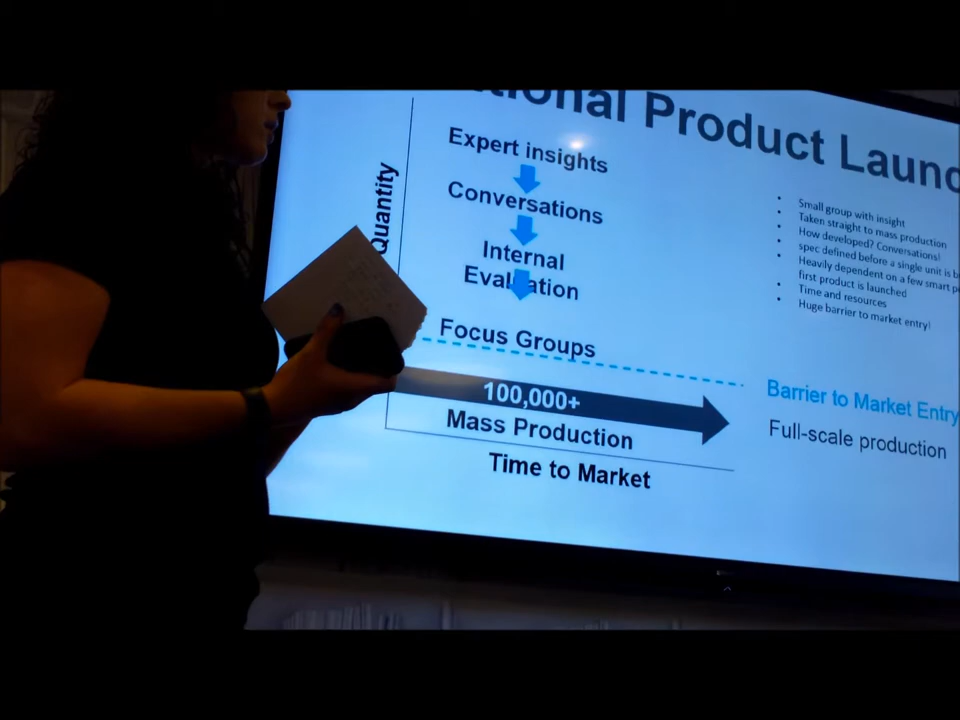 tional Product Launc
Quantity
Expert insights
Conversations
Internal
Evaluation
Focus Groups
100,000+
Mass Production
Time to Market
Small group with insight
Taken straight to mass production
How developed? Conversations!
spec defined before a single unit is b
Heavily dependent on a few smart p
first product is launched
Time and resources
Huge barrier to market entry!
Barrier to Market Entry
Full-scale production